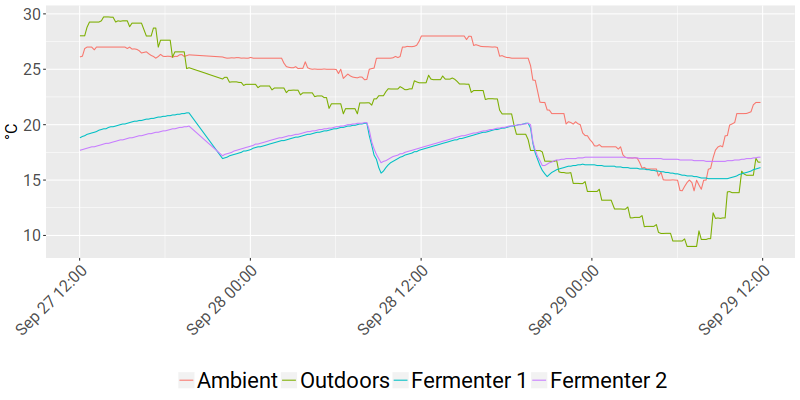 30
25
20
15
10
°C
Sep 27 12:00
Sep 28 00:00
Sep 28 12:00
Sep 29 00:00
Sep 29 12:00
Ambient Outdoors Fermenter 1 Fermenter 2